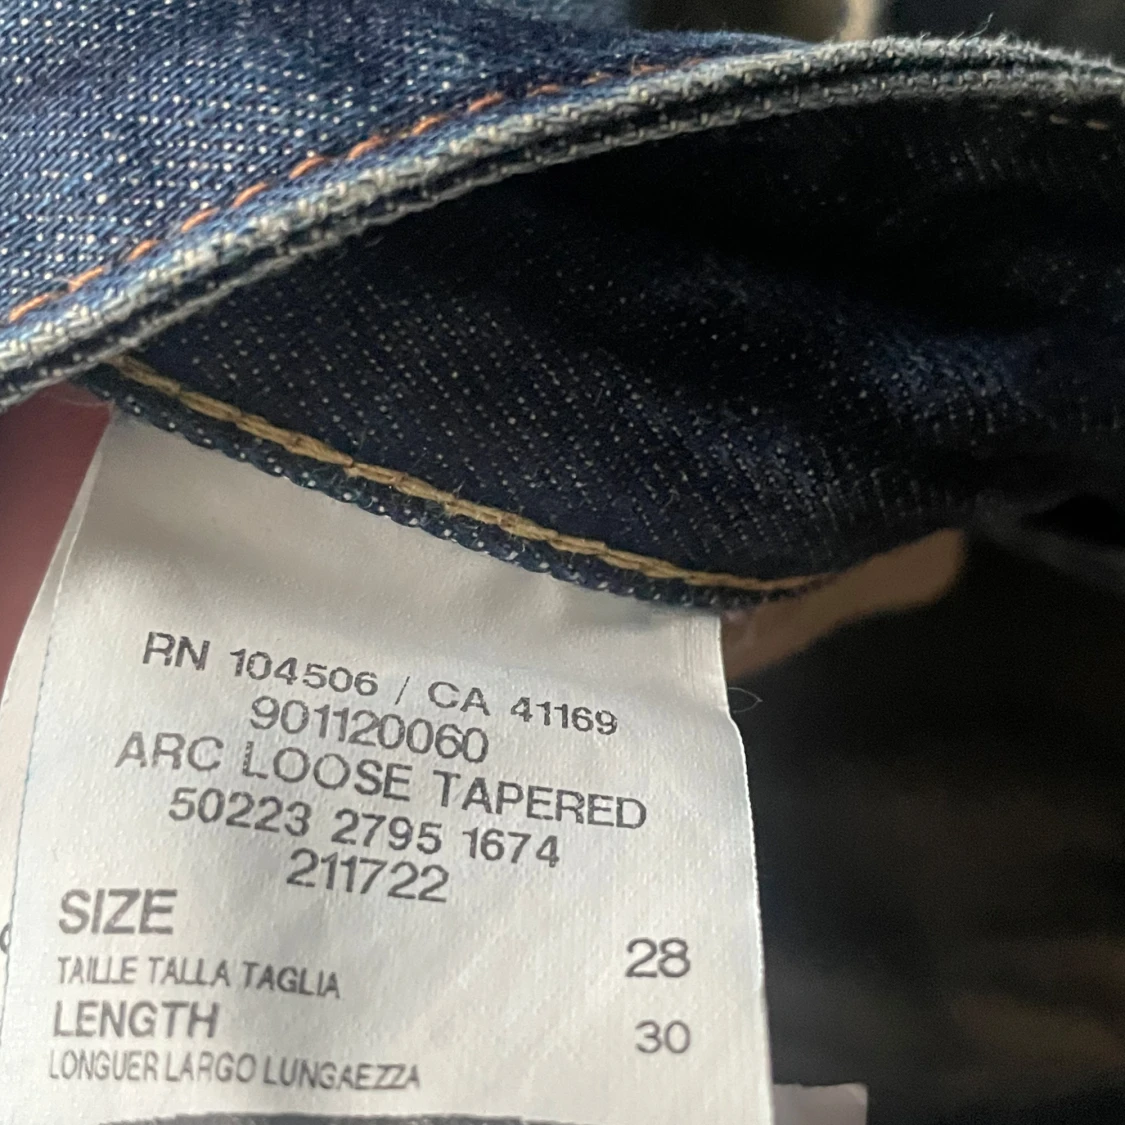 RN 104506 / CA 41169
901120060
ARC LOOSE TAPERED
50223 2795 1674
211722
SIZE 28
TAILLE TALLA TAGLIA
LENGTH 30
LONGUER LARGO LUNGAEZZA